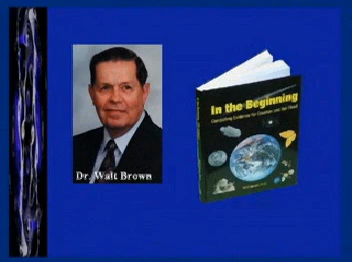 Dr. Walt Brown
In the Beginning
Compelling Evidence for Creation and the Flood